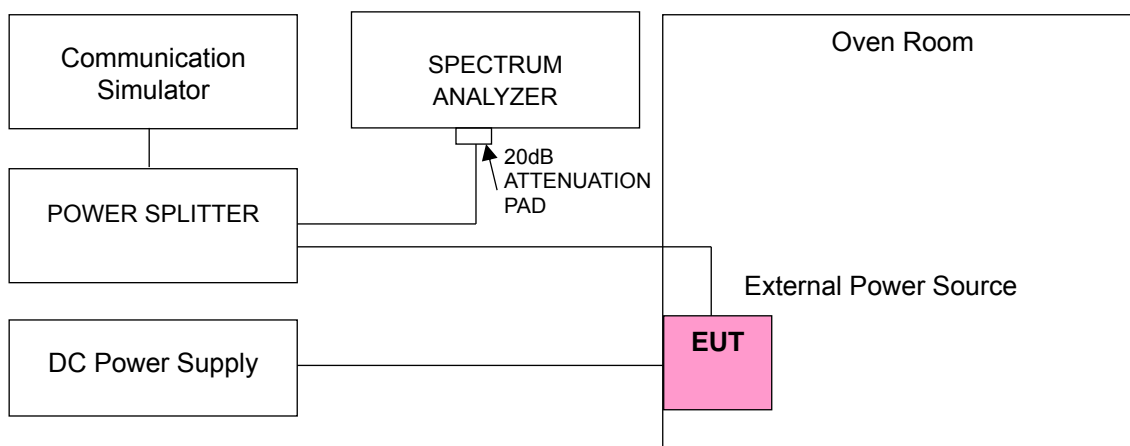 Communication
Simulator
SPECTRUM
ANALYZER
Oven Room
20dB
ATTENUATION
PAD
POWER SPLITTER
External Power Source
EUT
DC Power Supply